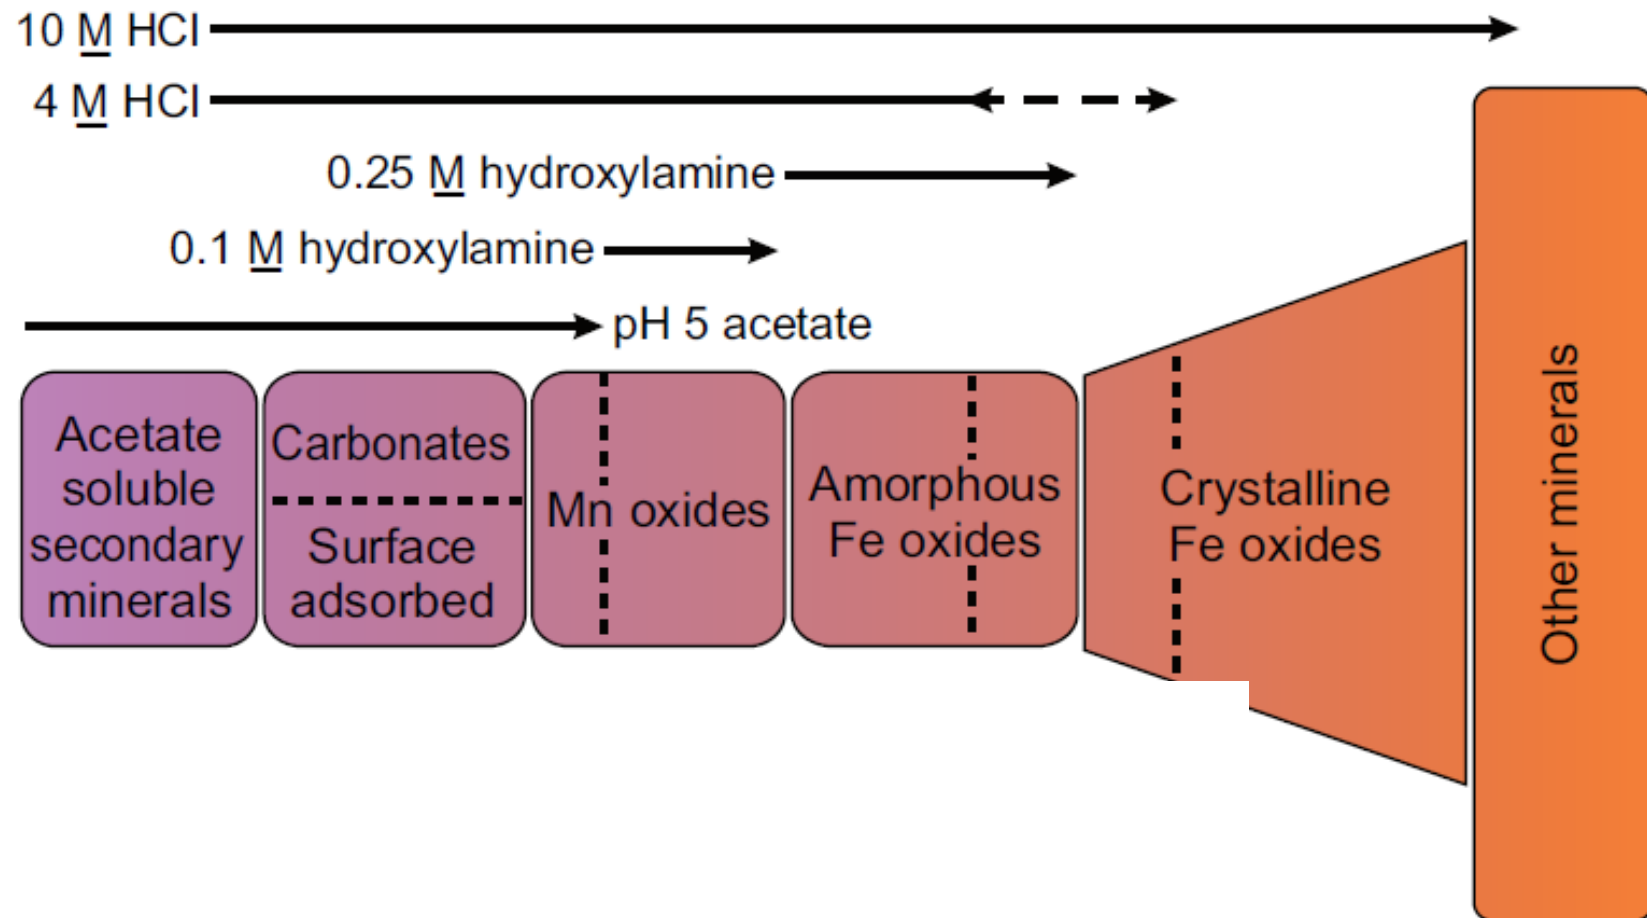 10 M HCl
4 M HCl
0.25 M hydroxylamine
0.1 M hydroxylamine
pH 5 acetate
Acetate
soluble
secondary
minerals
Carbonates
Surface
adsorbed
Mn oxides
Amorphous
Fe oxides
Crystalline
Fe oxides
Other minerals